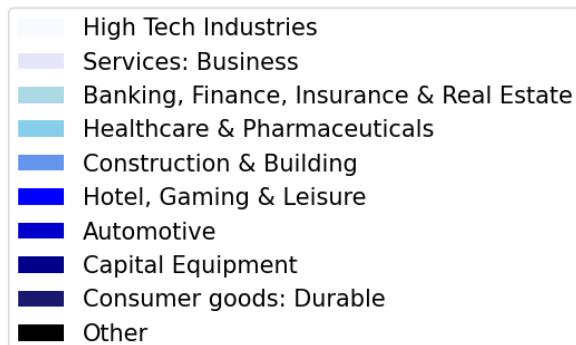 High Tech Industries
Services: Business
Banking, Finance, Insurance & Real Estate
Healthcare & Pharmaceuticals
Construction & Building
Hotel, Gaming & Leisure
Automotive
Capital Equipment
Consumer goods: Durable
Other